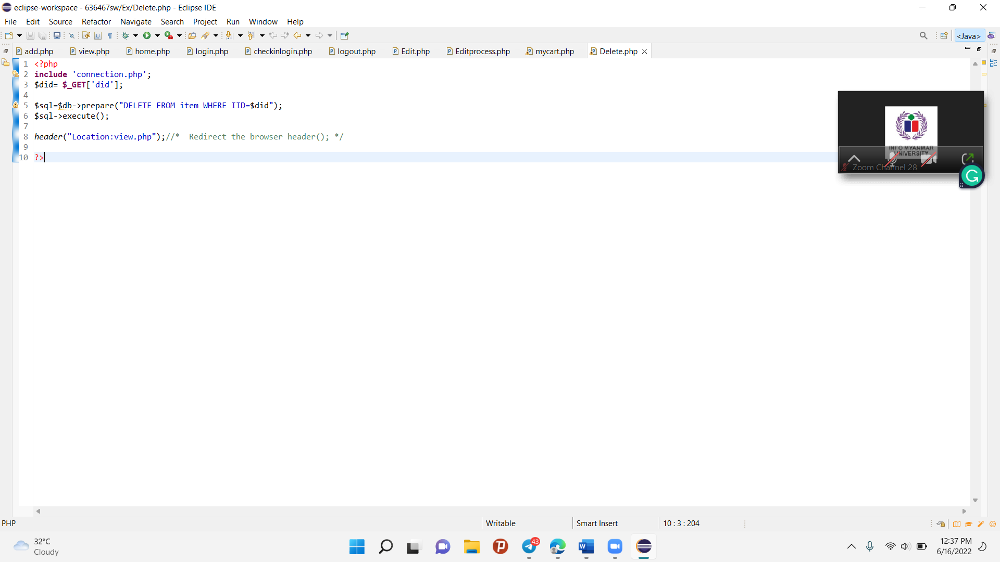 eclipse-workspace - 636467sw/Ex/Delete.php - Eclipse IDE
File Edit Source Refactor Navigate Search Project Run Window Help
<Java>
add.php view.php home.php login.php checkinlogin.php logout.php Edit.php Editprocess.php mycart.php Delete.php
1 <?php
2 include 'connection.php';
3 $did= $_GET['did'];
4
5 $sql=$db->prepare("DELETE FROM item WHERE IID=$did");
6 $sql->execute();
7
8 header("Location:view.php");//*  Redirect the browser header(); */
9
10 ?>
INFO MYANMAR
UNIVERSITY
Zoom Channel 28
PHP Writable Smart Insert 10 : 3 : 204
32°C
Cloudy
43
12:37 PM
6/16/2022